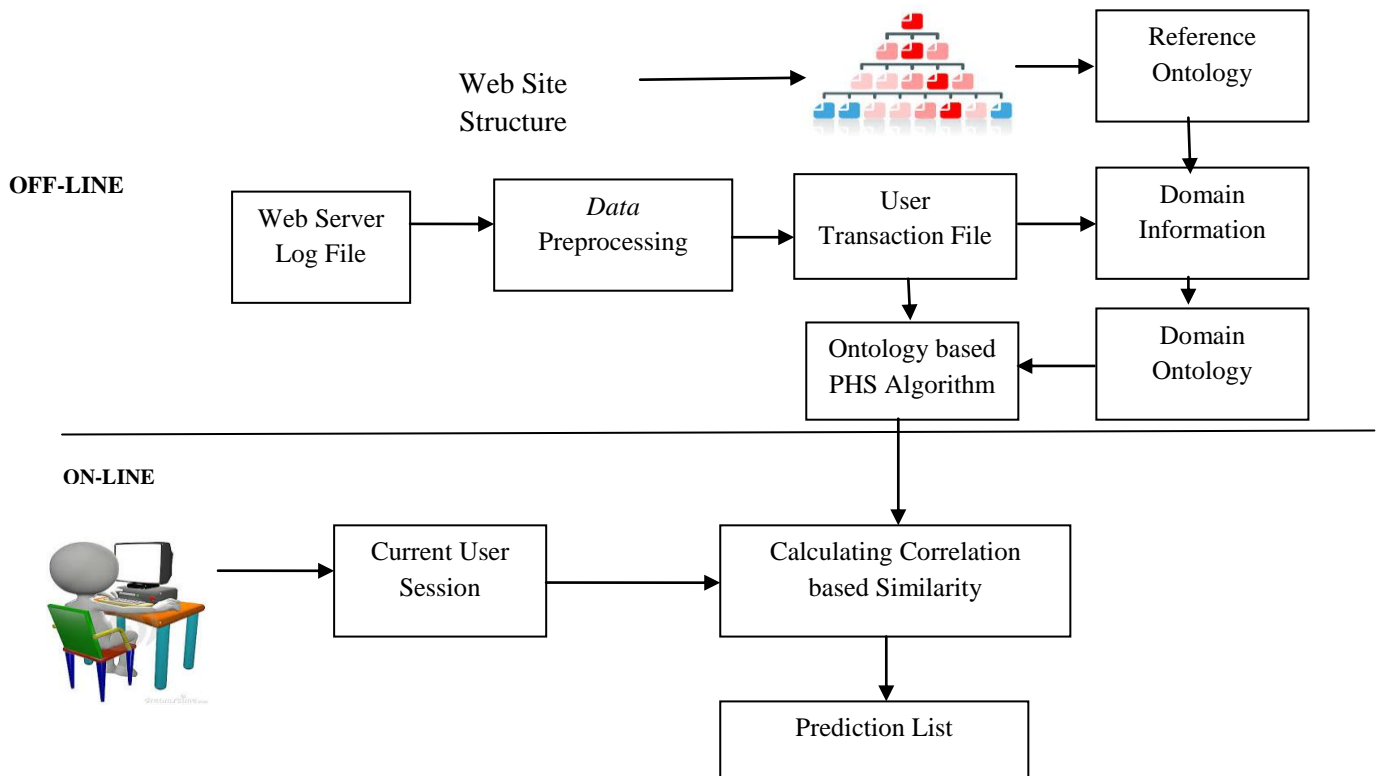 Reference
Ontology
Web Site
Structure
OFF-LINE
Web Server
Log File
Data
Preprocessing
User
Transaction File
Domain
Information
Ontology based
PHS Algorithm
Domain
Ontology
ON-LINE
Current User
Session
Calculating Correlation
based Similarity
Prediction List